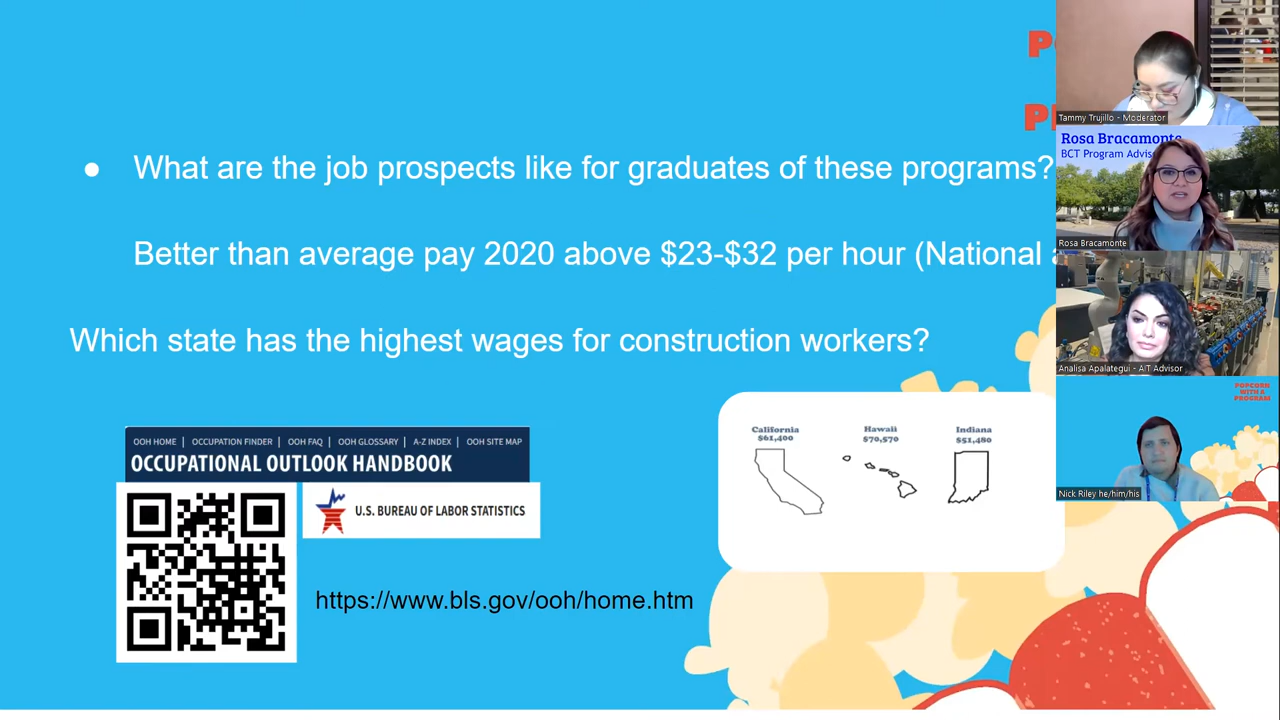 PO
P
● What are the job prospects like for graduates of these programs?
Better than average pay 2020 above $23-$32 per hour (National a
Which state has the highest wages for construction workers?
OOH HOME | OCCUPATION FINDER | OOH FAQ | OOH GLOSSARY | A-Z INDEX | OOH SITE MAP
OCCUPATIONAL OUTLOOK HANDBOOK
U.S. BUREAU OF LABOR STATISTICS
https://www.bls.gov/ooh/home.htm
California
$61,400
Hawaii
$70,570
Indiana
$51,480
Tammy Trujillo - Moderator
Rosa Bracamonte
BCT Program Advis
Rosa Bracamonte
Analisa Apalategui - AIT Advisor
POPCORN
WITH A
PROGRAM
Nick Riley he/him/his